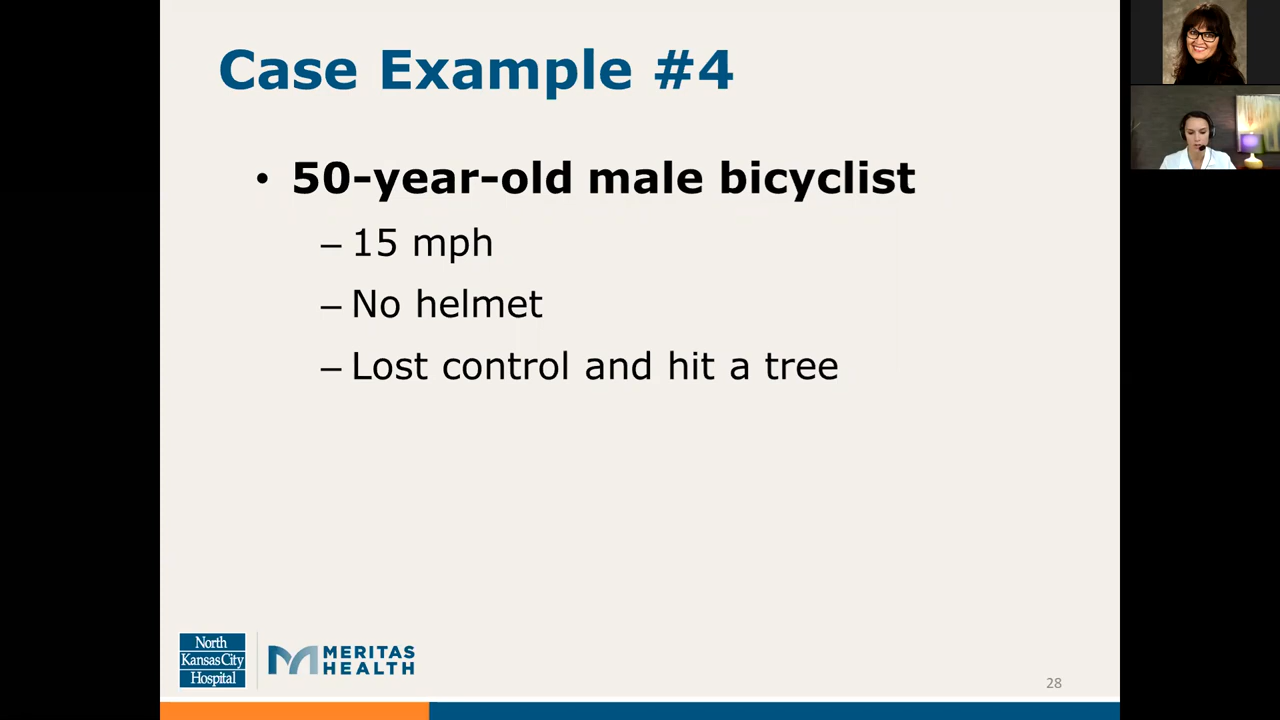 Case Example #4
• 50-year-old male bicyclist
– 15 mph
– No helmet
– Lost control and hit a tree
North
Kansas City
Hospital
MERITAS
HEALTH
28